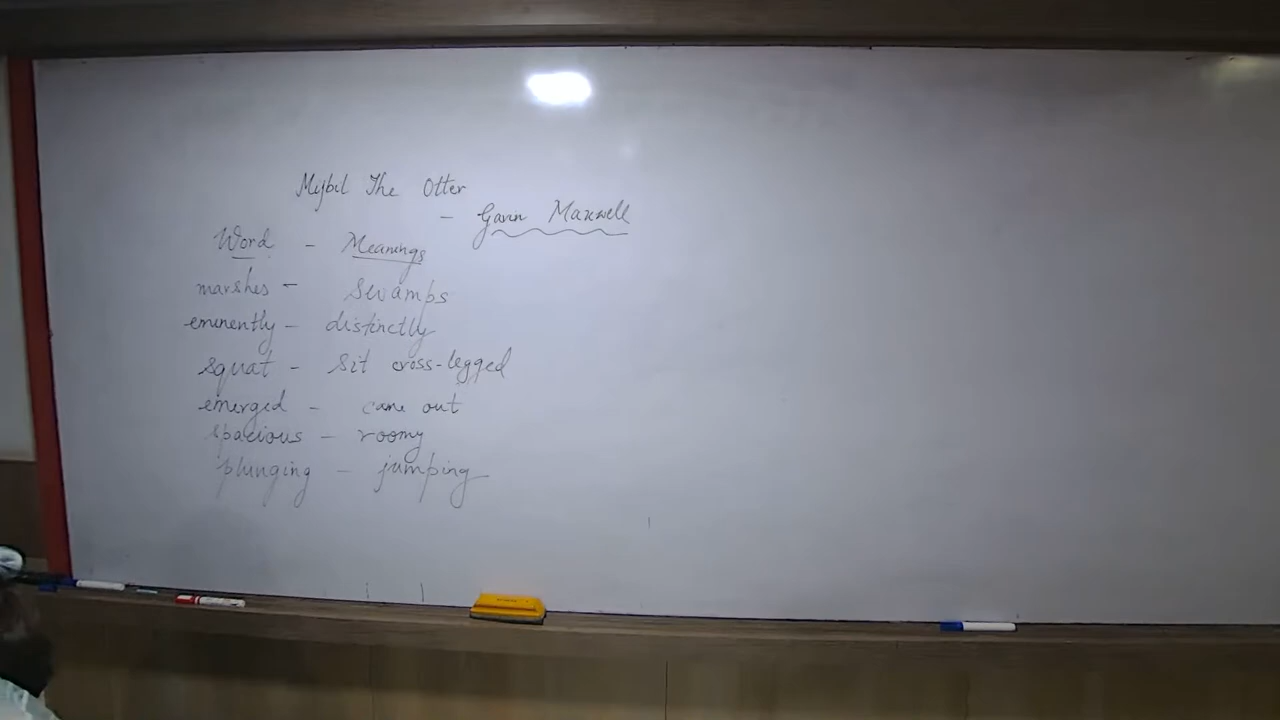 Mijbil The Otter
- Gavin Maxwell
Word - Meanings
marshes - swamps
eminently - distinctly
squat - sit cross-legged
emerged - came out
spacious - roomy
plunging - jumping